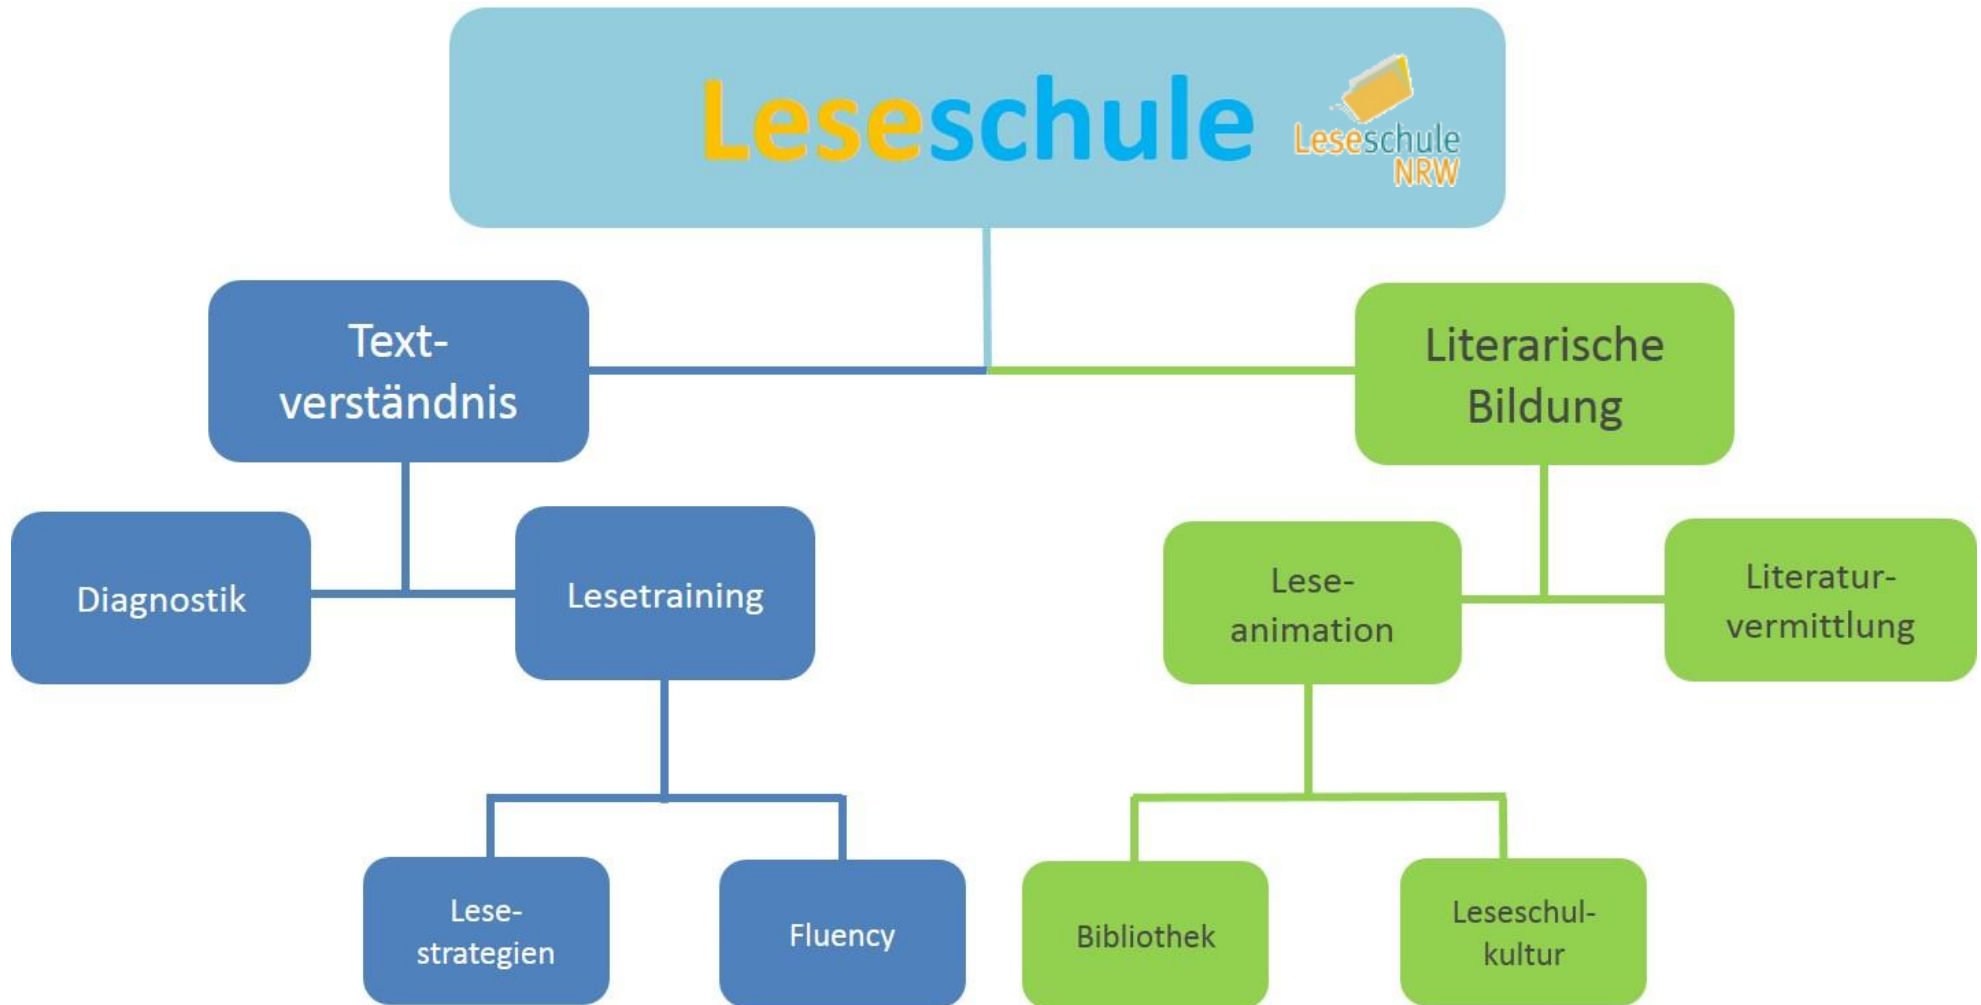 Leseschule
Leseschule
NRW
Text-
verständnis
Literarische
Bildung
Diagnostik
Lesetraining
Lese-
animation
Literatur-
vermittlung
Lese-
strategien
Fluency
Bibliothek
Leseschul-
kultur